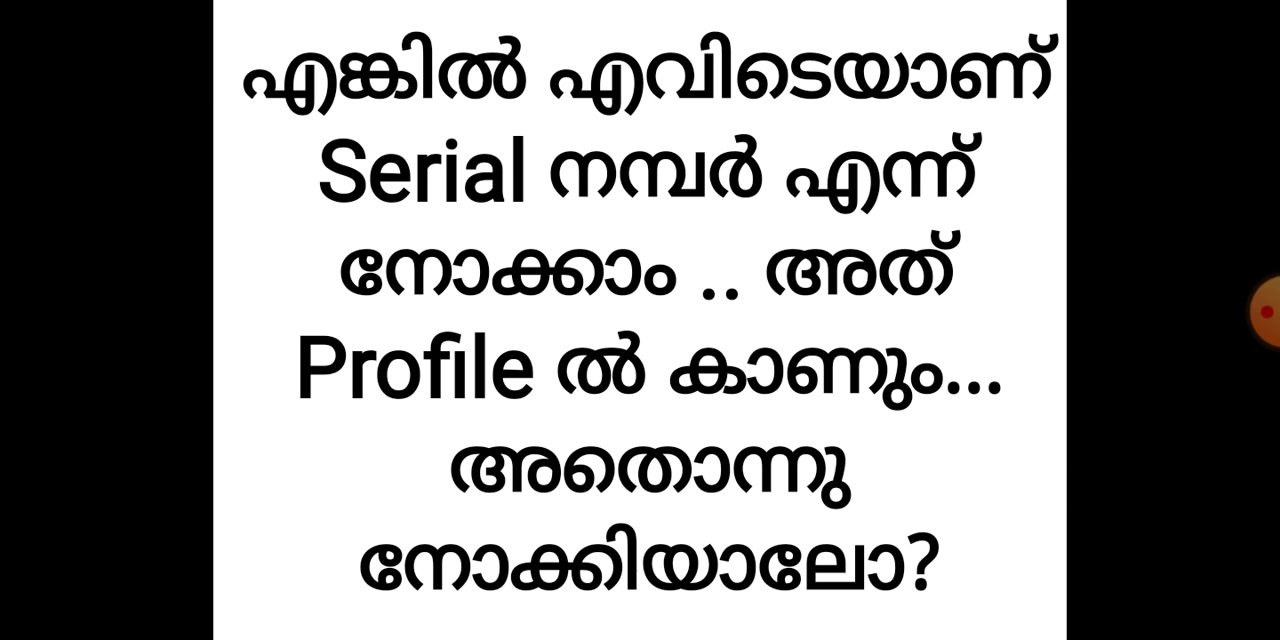 എങ്കിൽ എവിടെയാണ്
Serial നമ്പർ എന്ന്
നോക്കാം .. അത്
Profile ൽ കാണും...
അതൊന്നു
നോക്കിയാലോ?